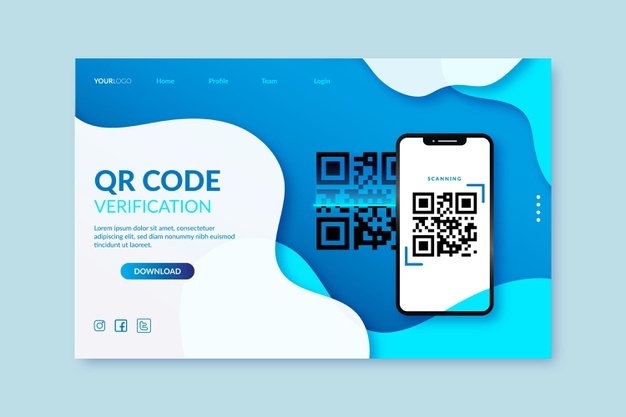 YOURLOGO Home Profile Team Login
SCANNING
QR CODE
VERIFICATION
Lorem ipsum dolor sit amet, consectetuer
adipiscing elit, sed diam nonummy nibh euismod tincidunt
ut laoreet.
DOWNLOAD